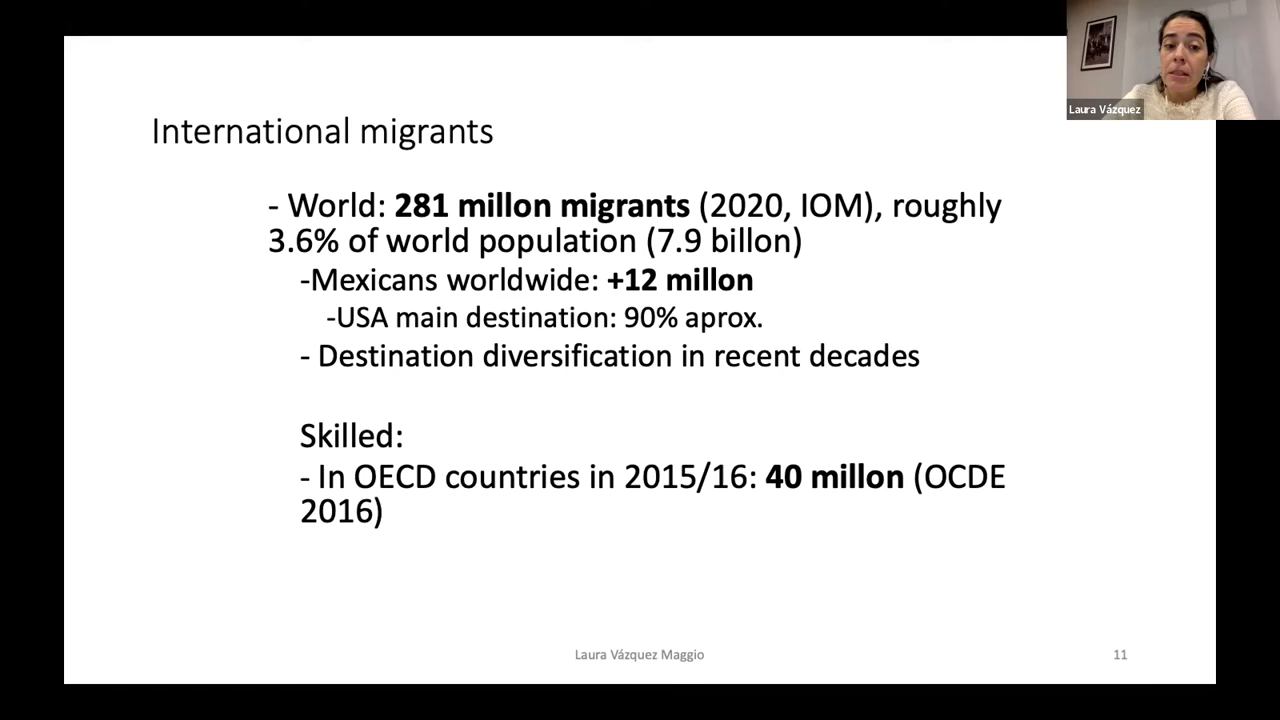 Laura Vázquez
International migrants
- World: 281 millon migrants (2020, IOM), roughly
3.6% of world population (7.9 billon)
-Mexicans worldwide: +12 millon
-USA main destination: 90% aprox.
- Destination diversification in recent decades
Skilled:
- In OECD countries in 2015/16: 40 millon (OCDE
2016)
Laura Vázquez Maggio
11